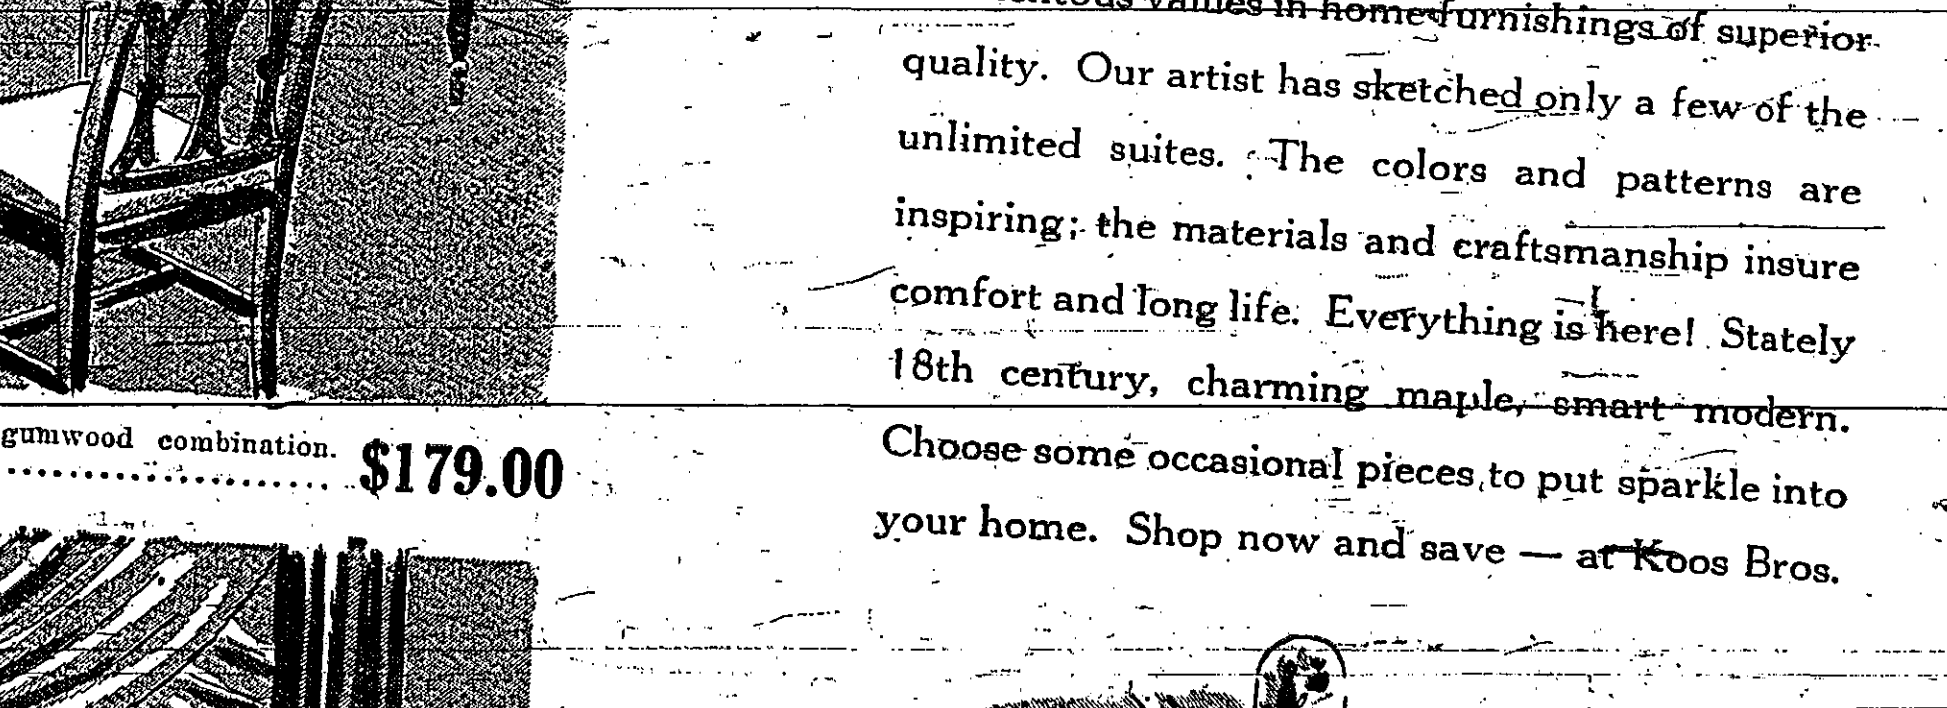 values in homefurnishings of superior
quality. Our artist has sketched only a few of the
unlimited suites. The colors and patterns are
inspiring; the materials and craftsmanship insure
comfort and long life. Everything is here! Stately
18th century, charming maple, smart modern.
Choose some occasional pieces to put sparkle into
your home. Shop now and save — at Koos Bros.
gumwood combination.
$179.00